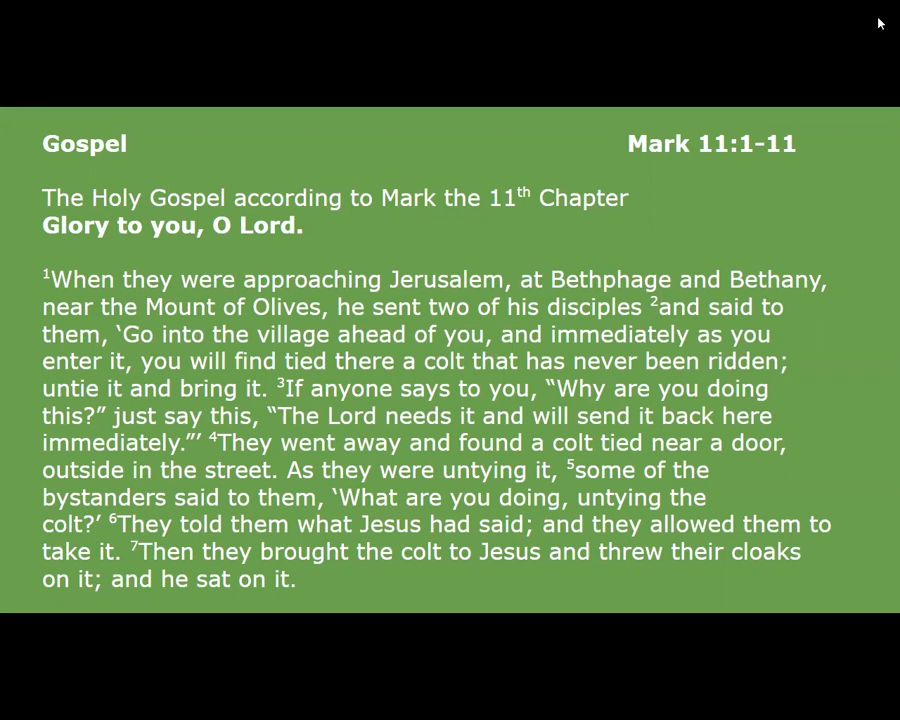 Gospel Mark 11:1-11
The Holy Gospel according to Mark the 11th Chapter
Glory to you, O Lord.
1When they were approaching Jerusalem, at Bethphage and Bethany,
near the Mount of Olives, he sent two of his disciples 2and said to
them, ‘Go into the village ahead of you, and immediately as you
enter it, you will find tied there a colt that has never been ridden;
untie it and bring it. 3If anyone says to you, “Why are you doing
this?” just say this, “The Lord needs it and will send it back here
immediately.”’ 4They went away and found a colt tied near a door,
outside in the street. As they were untying it, 5some of the
bystanders said to them, ‘What are you doing, untying the
colt?’ 6They told them what Jesus had said; and they allowed them to
take it. 7Then they brought the colt to Jesus and threw their cloaks
on it; and he sat on it.